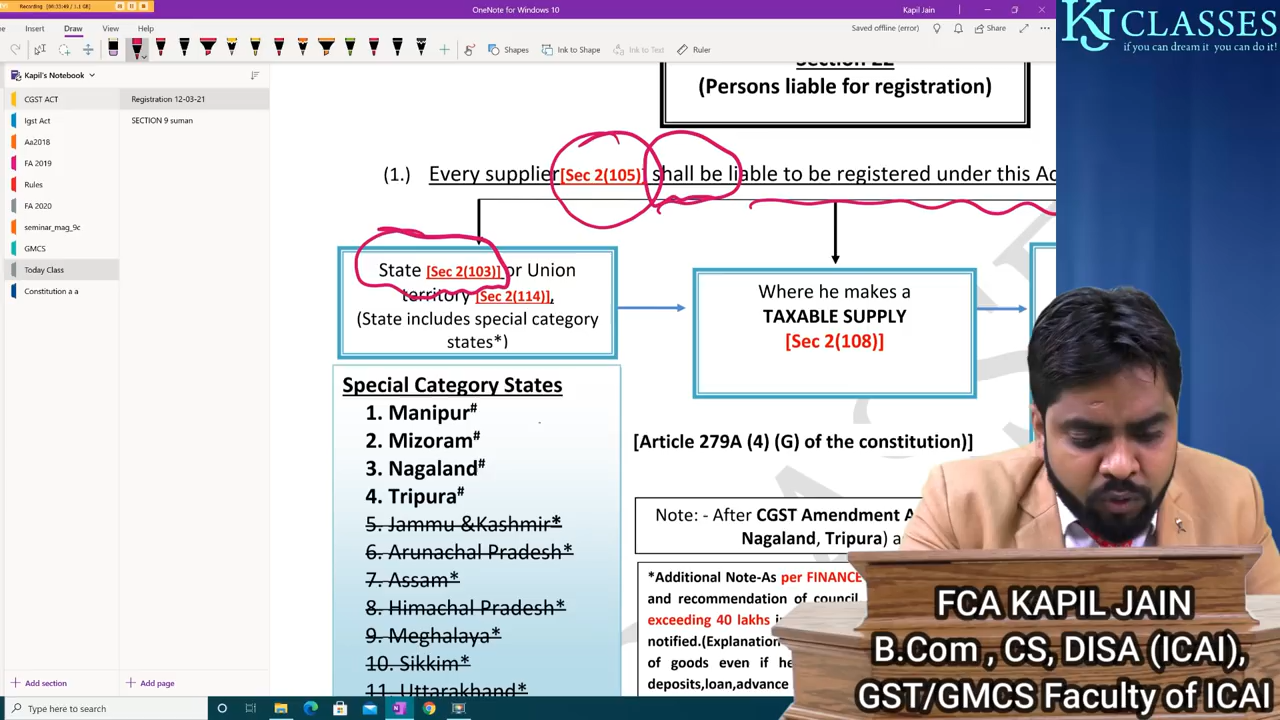 Recording [00:55:49 / 1.1 GB]
OneNote for Windows 10
Kapil Jain
Insert Draw View Help
Saved offline (error) Share
Shapes Ink to Shape Ink to Text Ruler
Kapil's Notebook
CGST ACT
Igst Act
Aa2018
FA 2019
Rules
FA 2020
seminar_mag_9c
GMCS
Today Class
Constitution a a
Registration 12-03-21
SECTION 9 suman
Add section
Add page
Section 22
(Persons liable for registration)
(1.) Every supplier[Sec 2(105)] shall be liable to be registered under this Ac
State [Sec 2(103)] or Union
territory [Sec 2(114)],
(State includes special category
states*)
Where he makes a
TAXABLE SUPPLY
[Sec 2(108)]
Special Category States
1. Manipur#
2. Mizoram#
3. Nagaland#
4. Tripura#
5. Jammu &Kashmir*
6. Arunachal Pradesh*
7. Assam*
8. Himachal Pradesh*
9. Meghalaya*
10. Sikkim*
11. Uttarakhand*
[Article 279A (4) (G) of the constitution)]
Note: - After CGST Amendment A
Nagaland, Tripura) a
*Additional Note-As per FINANCE
and recommendation of council
exceeding 40 lakhs i
notified.(Explanation
of goods even if he
deposits,loan,advance
KJ CLASSES
if you can dream it you can do it!
FCA KAPIL JAIN
B.Com , CS, DISA (ICAI),
GST/GMCS Faculty of ICAI
Type here to search